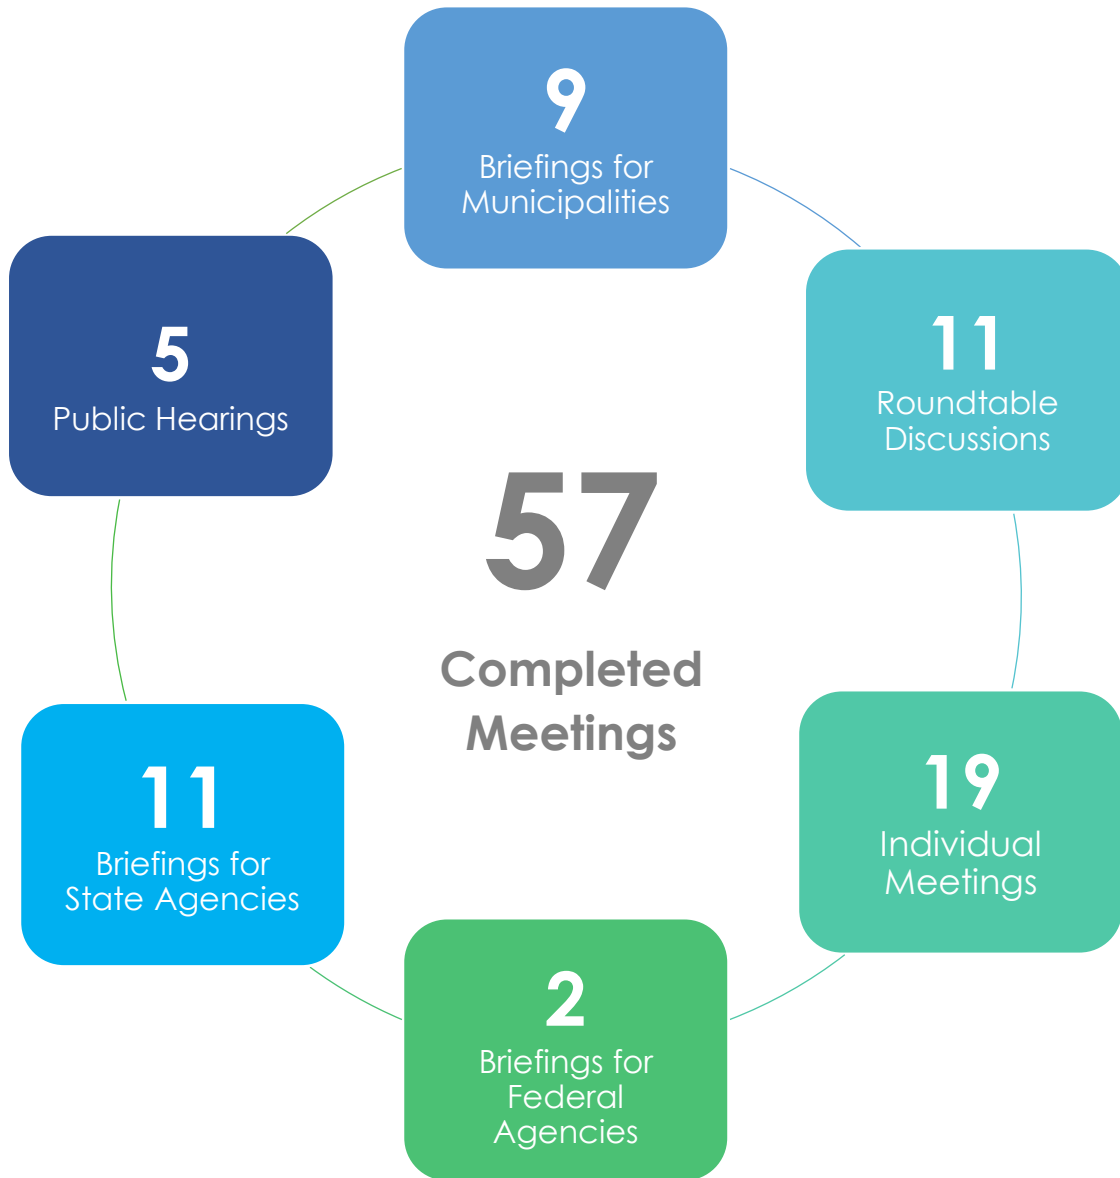 9
Briefings for
Municipalities
11
Roundtable
Discussions
19
Individual
Meetings
2
Briefings for
Federal
Agencies
11
Briefings for
State Agencies
5
Public Hearings
57
Completed
Meetings